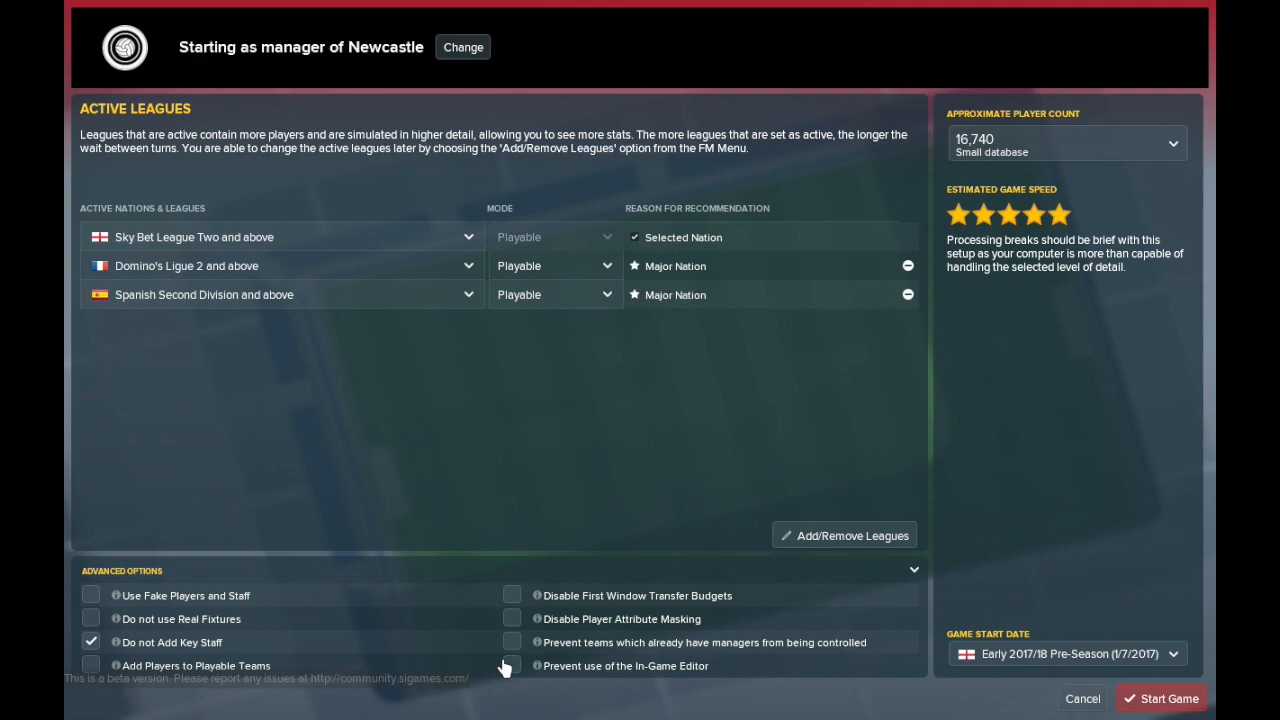 Starting as manager of Newcastle
Change
ACTIVE LEAGUES
Leagues that are active contain more players and are simulated in higher detail, allowing you to see more stats. The more leagues that are set as active, the longer the
wait between turns. You are able to change the active leagues later by choosing the 'Add/Remove Leagues' option from the FM Menu.
ACTIVE NATIONS & LEAGUES
MODE
REASON FOR RECOMMENDATION
Sky Bet League Two and above
Playable
Selected Nation
Domino's Ligue 2 and above
Playable
Major Nation
Spanish Second Division and above
Playable
Major Nation
Add/Remove Leagues
APPROXIMATE PLAYER COUNT
16,740
Small database
ESTIMATED GAME SPEED
Processing breaks should be brief with this
setup as your computer is more than capable of
handling the selected level of detail.
ADVANCED OPTIONS
Use Fake Players and Staff
Disable First Window Transfer Budgets
Do not use Real Fixtures
Disable Player Attribute Masking
Do not Add Key Staff
Prevent teams which already have managers from being controlled
Add Players to Playable Teams
Prevent use of the In-Game Editor
This is a beta version. Please report any issues at http://community.sigames.com/
GAME START DATE
Early 2017/18 Pre-Season (1/7/2017)
Cancel
Start Game